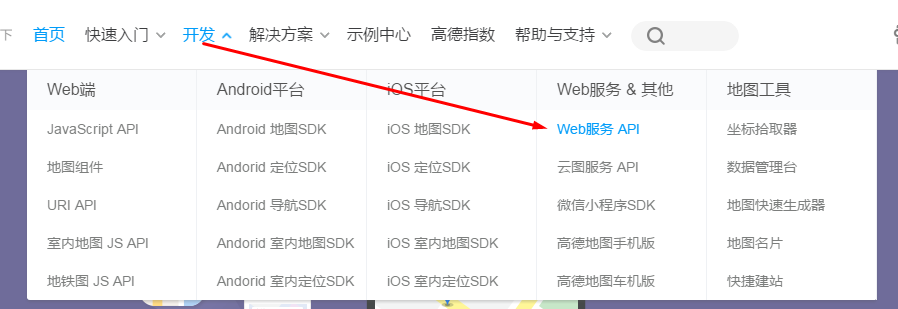 下 首页 快速入门 开发 解决方案 示例中心 高德指数 帮助与支持
Web端 Android平台 iOS平台 Web服务 & 其他 地图工具
JavaScript API Android 地图SDK iOS 地图SDK Web服务 API 坐标拾取器
地图组件 Andorid 定位SDK iOS 定位SDK 云图服务 API 数据管理台
URI API Andorid 导航SDK iOS 导航SDK 微信小程序SDK 地图快速生成器
室内地图 JS API Andorid 室内地图SDK iOS 室内地图SDK 高德地图手机版 地图名片
地铁图 JS API Andorid 室内定位SDK iOS 室内定位SDK 高德地图车机版 快捷建站